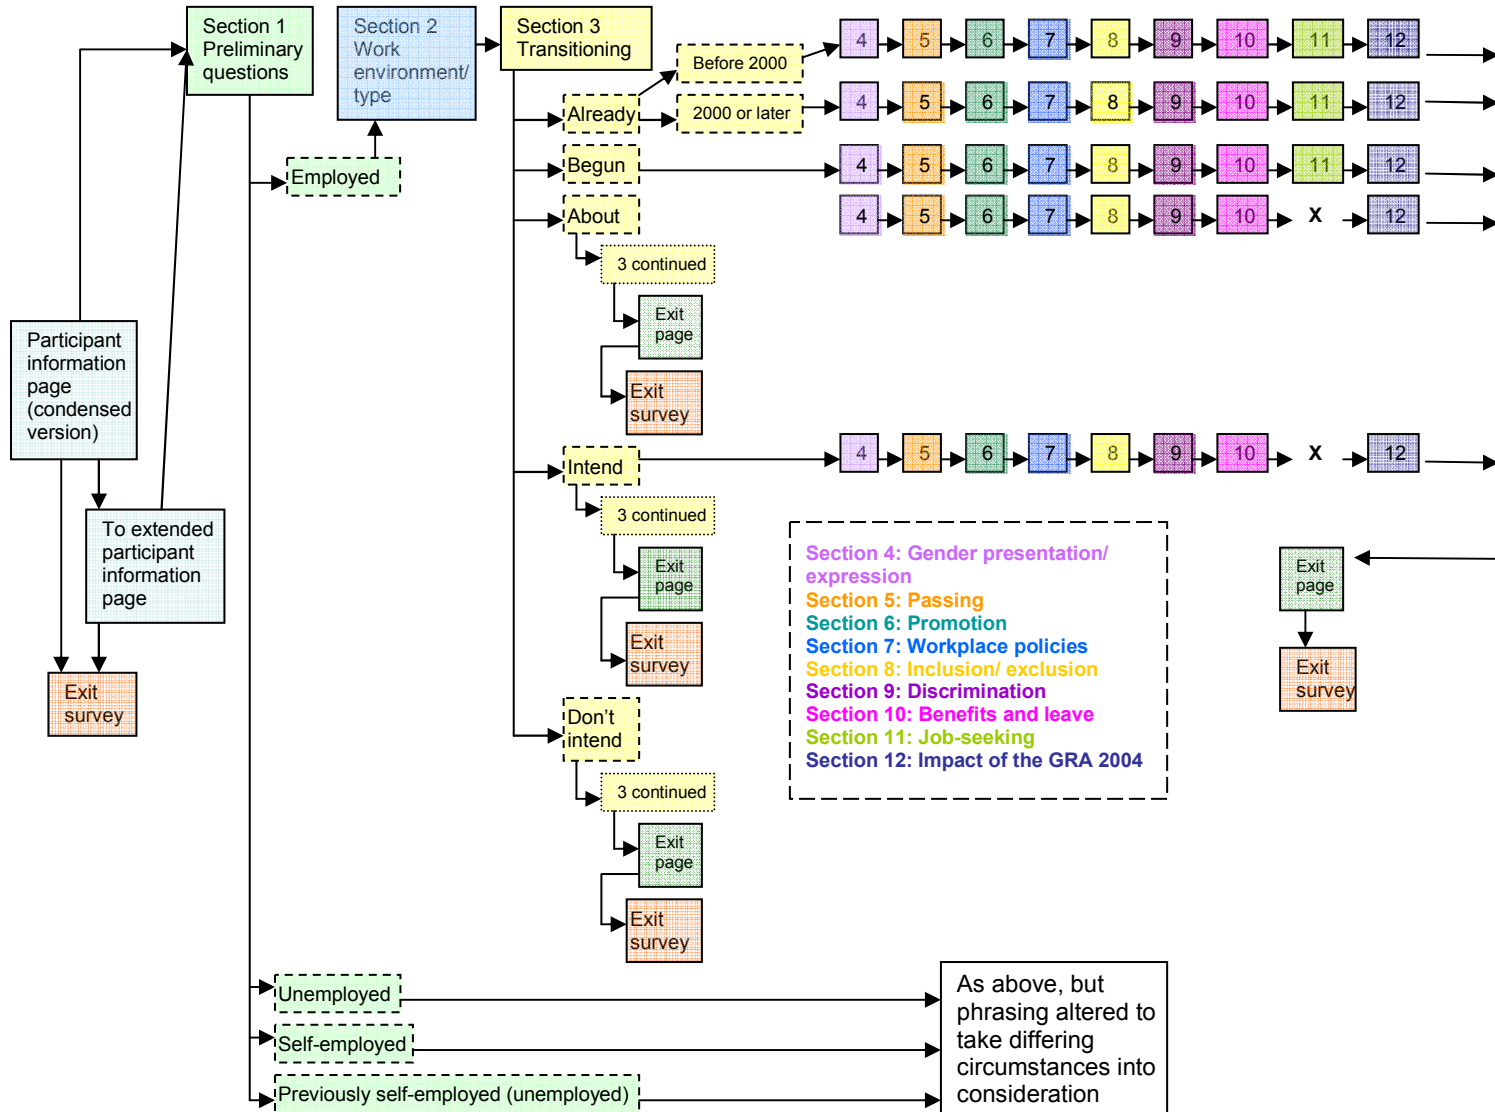 Section 1
Preliminary
questions
Section 2
Work
environment/
type
Section 3
Transitioning
4 5 6 7 8 9 10 11 12
Before 2000
Already
2000 or later
4 5 6 7 8 9 10 11 12
Employed
Begun
4 5 6 7 8 9 10 11 12
About
4 5 6 7 8 9 10 X 12
3 continued
Exit
page
Exit
survey
Participant
information
page
(condensed
version)
Intend
4 5 6 7 8 9 10 X 12
3 continued
Exit
page
Exit
survey
To extended
participant
information
page
Exit
survey
Section 4: Gender presentation/
expression
Section 5: Passing
Section 6: Promotion
Section 7: Workplace policies
Section 8: Inclusion/ exclusion
Section 9: Discrimination
Section 10: Benefits and leave
Section 11: Job-seeking
Section 12: Impact of the GRA 2004
Exit
page
Exit
survey
Don't
intend
3 continued
Exit
page
Exit
survey
Unemployed
Self-employed
Previously self-employed (unemployed)
As above, but
phrasing altered to
take differing
circumstances into
consideration